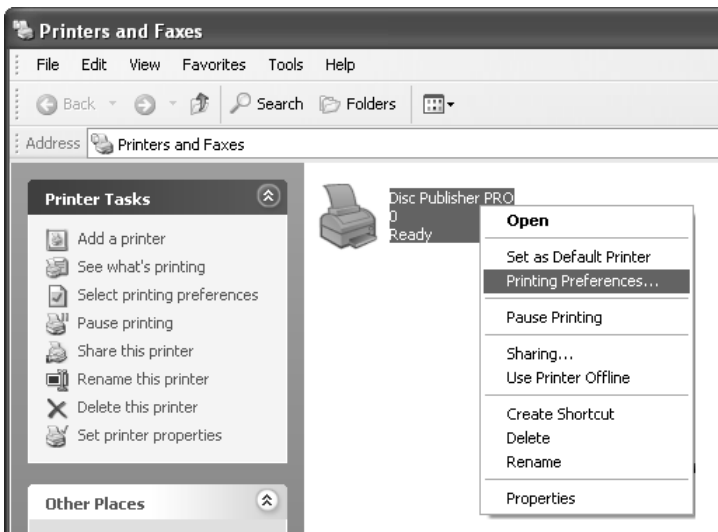 Printers and Faxes
File Edit View Favorites Tools Help
Back Search Folders
Address Printers and Faxes
Printer Tasks
Add a printer
See what's printing
Select printing preferences
Pause printing
Share this printer
Rename this printer
Delete this printer
Set printer properties
Other Places
Disc Publisher PRO
0
Ready
Open
Set as Default Printer
Printing Preferences...
Pause Printing
Sharing...
Use Printer Offline
Create Shortcut
Delete
Rename
Properties